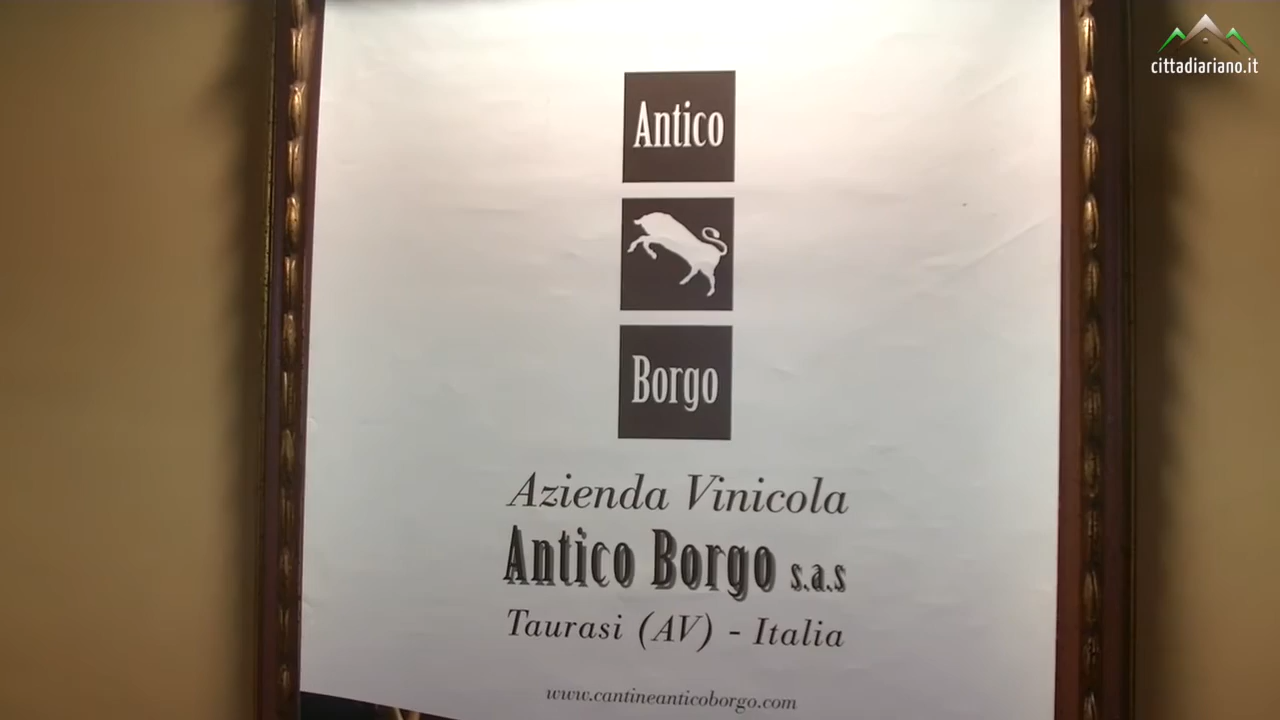 cittadiariano.it
Antico
Borgo
Azienda Vinicola
Antico Borgo s.a.s
Taurasi (AV) - Italia
www.cantineanticoborgo.com